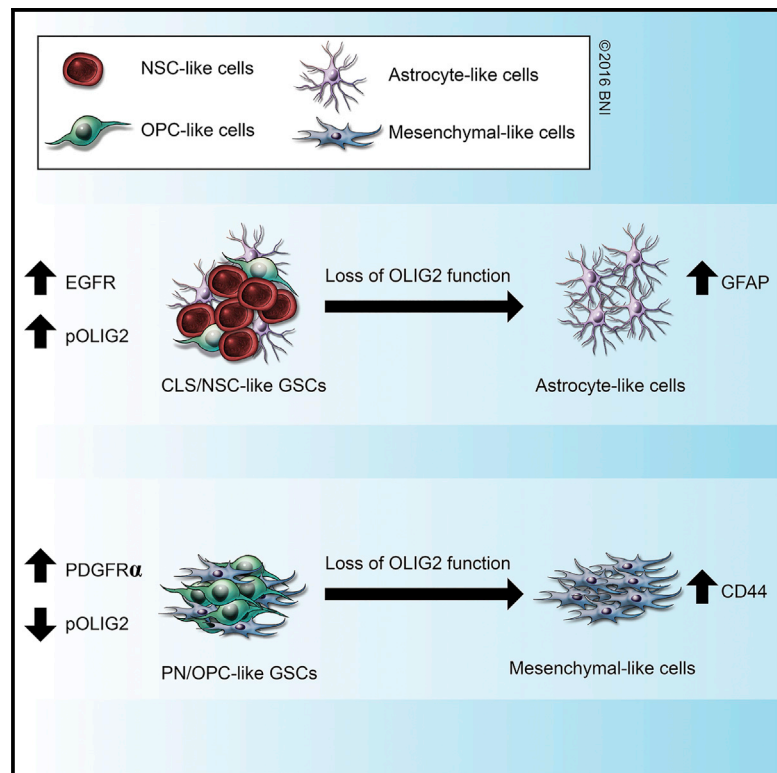 NSC-like cells
Astrocyte-like cells
OPC-like cells
Mesenchymal-like cells
©2016 BNI
EGFR
pOLIG2
Loss of OLIG2 function
GFAP
CLS/NSC-like GSCs
Astrocyte-like cells
PDGFRα
pOLIG2
Loss of OLIG2 function
CD44
PN/OPC-like GSCs
Mesenchymal-like cells